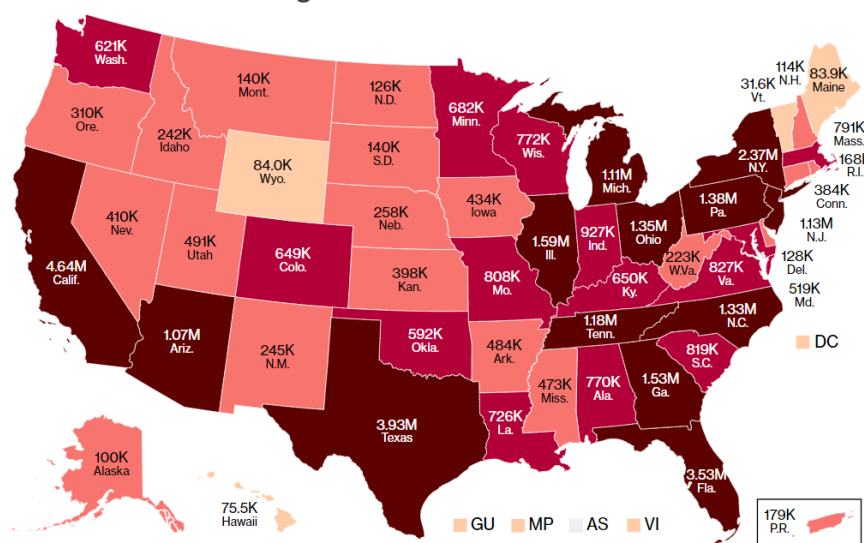 621K
Wash.
140K
Mont.
126K
N.D.
682K
Minn.
114K
N.H.
83.9K
Maine
31.6K
Vt.
310K
Ore.
242K
Idaho
140K
S.D.
772K
Wis.
791K
Mass.
168K
R.I.
84.0K
Wyo.
1.11M
Mich.
2.37M
N.Y.
384K
Conn.
410K
Nev.
491K
Utah
258K
Neb.
434K
Iowa
1.38M
Pa.
1.13M
N.J.
4.64M
Calif.
649K
Colo.
398K
Kan.
808K
Mo.
1.59M
Ill.
927K
Ind.
1.35M
Ohio
223K
W.Va.
827K
Va.
128K
Del.
519K
Md.
650K
Ky.
1.07M
Ariz.
245K
N.M.
592K
Okla.
484K
Ark.
1.18M
Tenn.
1.33M
N.C.
DC
819K
S.C.
3.93M
Texas
726K
La.
473K
Miss.
770K
Ala.
1.53M
Ga.
3.53M
Fla.
100K
Alaska
75.5K
Hawaii
GU
MP
AS
VI
179K
P.R.